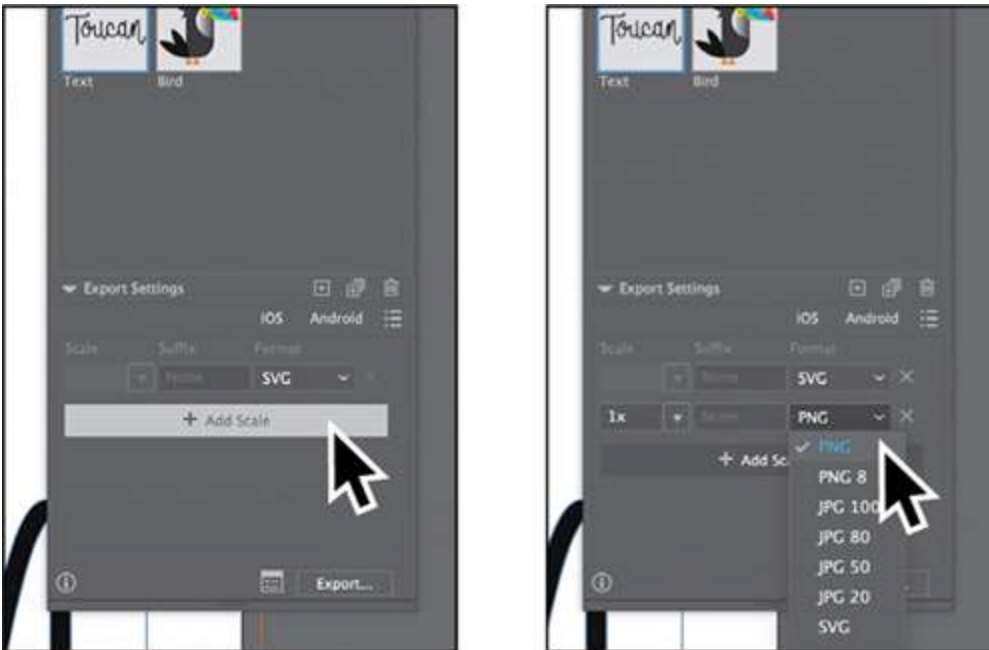 Toucan
Text Bird
Export Settings
iOS Android
Scale Suffix Format
None SVG
+ Add Scale
Export...
Toucan
Text Bird
Export Settings
iOS Android
Scale Suffix Format
None SVG
1x None PNG
PNG
+ Add Sc
PNG 8
JPG 100
JPG 80
JPG 50
JPG 20
SVG